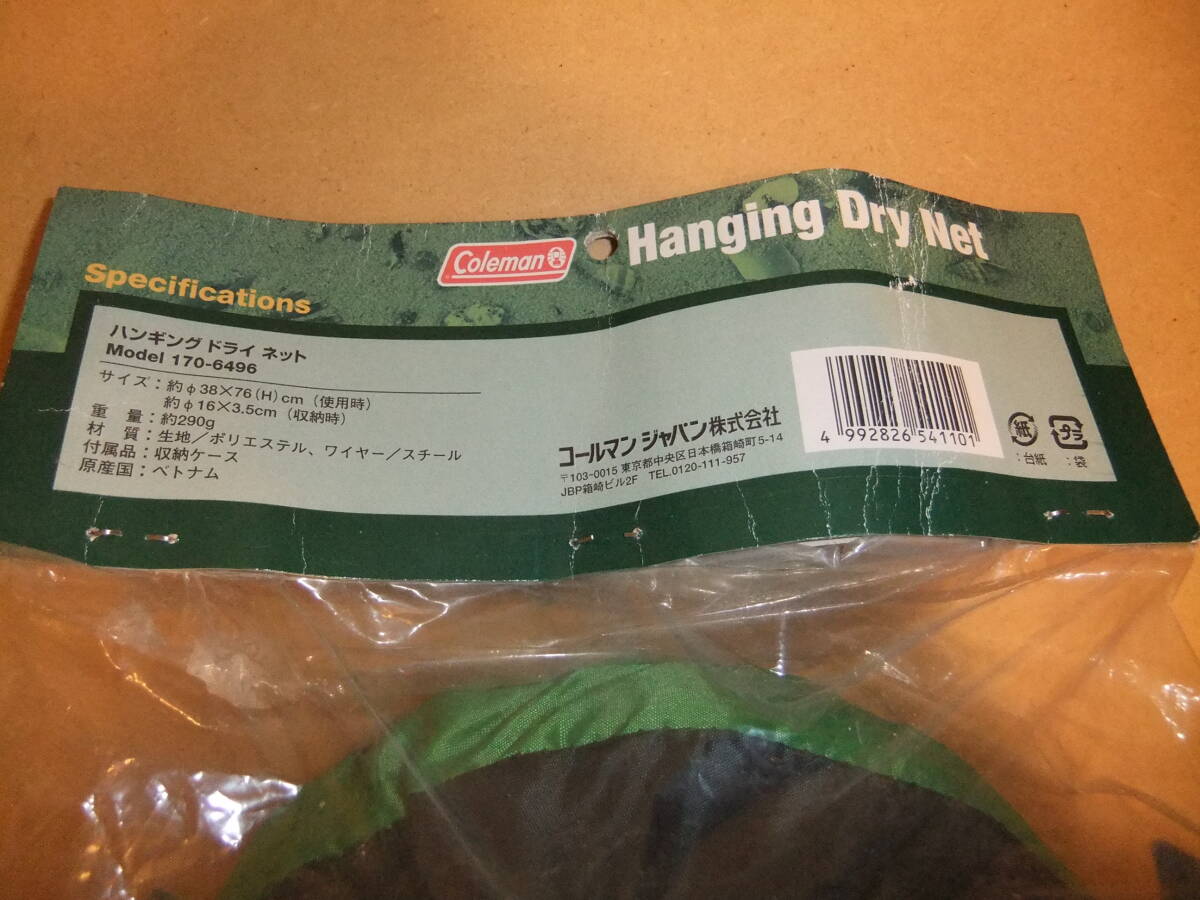 Coleman
Hanging Dry Net
Specifications
ハンギング ドライ ネット
Model 170-6496
サイズ：約φ38×76(H)cm（使用時）
約φ16×3.5cm（収納時）
重　量：約290g
材　質：生地／ポリエステル、ワイヤー／スチール
付属品：収納ケース
原産国：ベトナム
コールマン ジャパン株式会社
〒103-0015 東京都中央区日本橋箱崎町5-14
JBP箱崎ビル2F　TEL.0120-111-957
4 992826 541101
紙 プラ
：台紙 ：袋